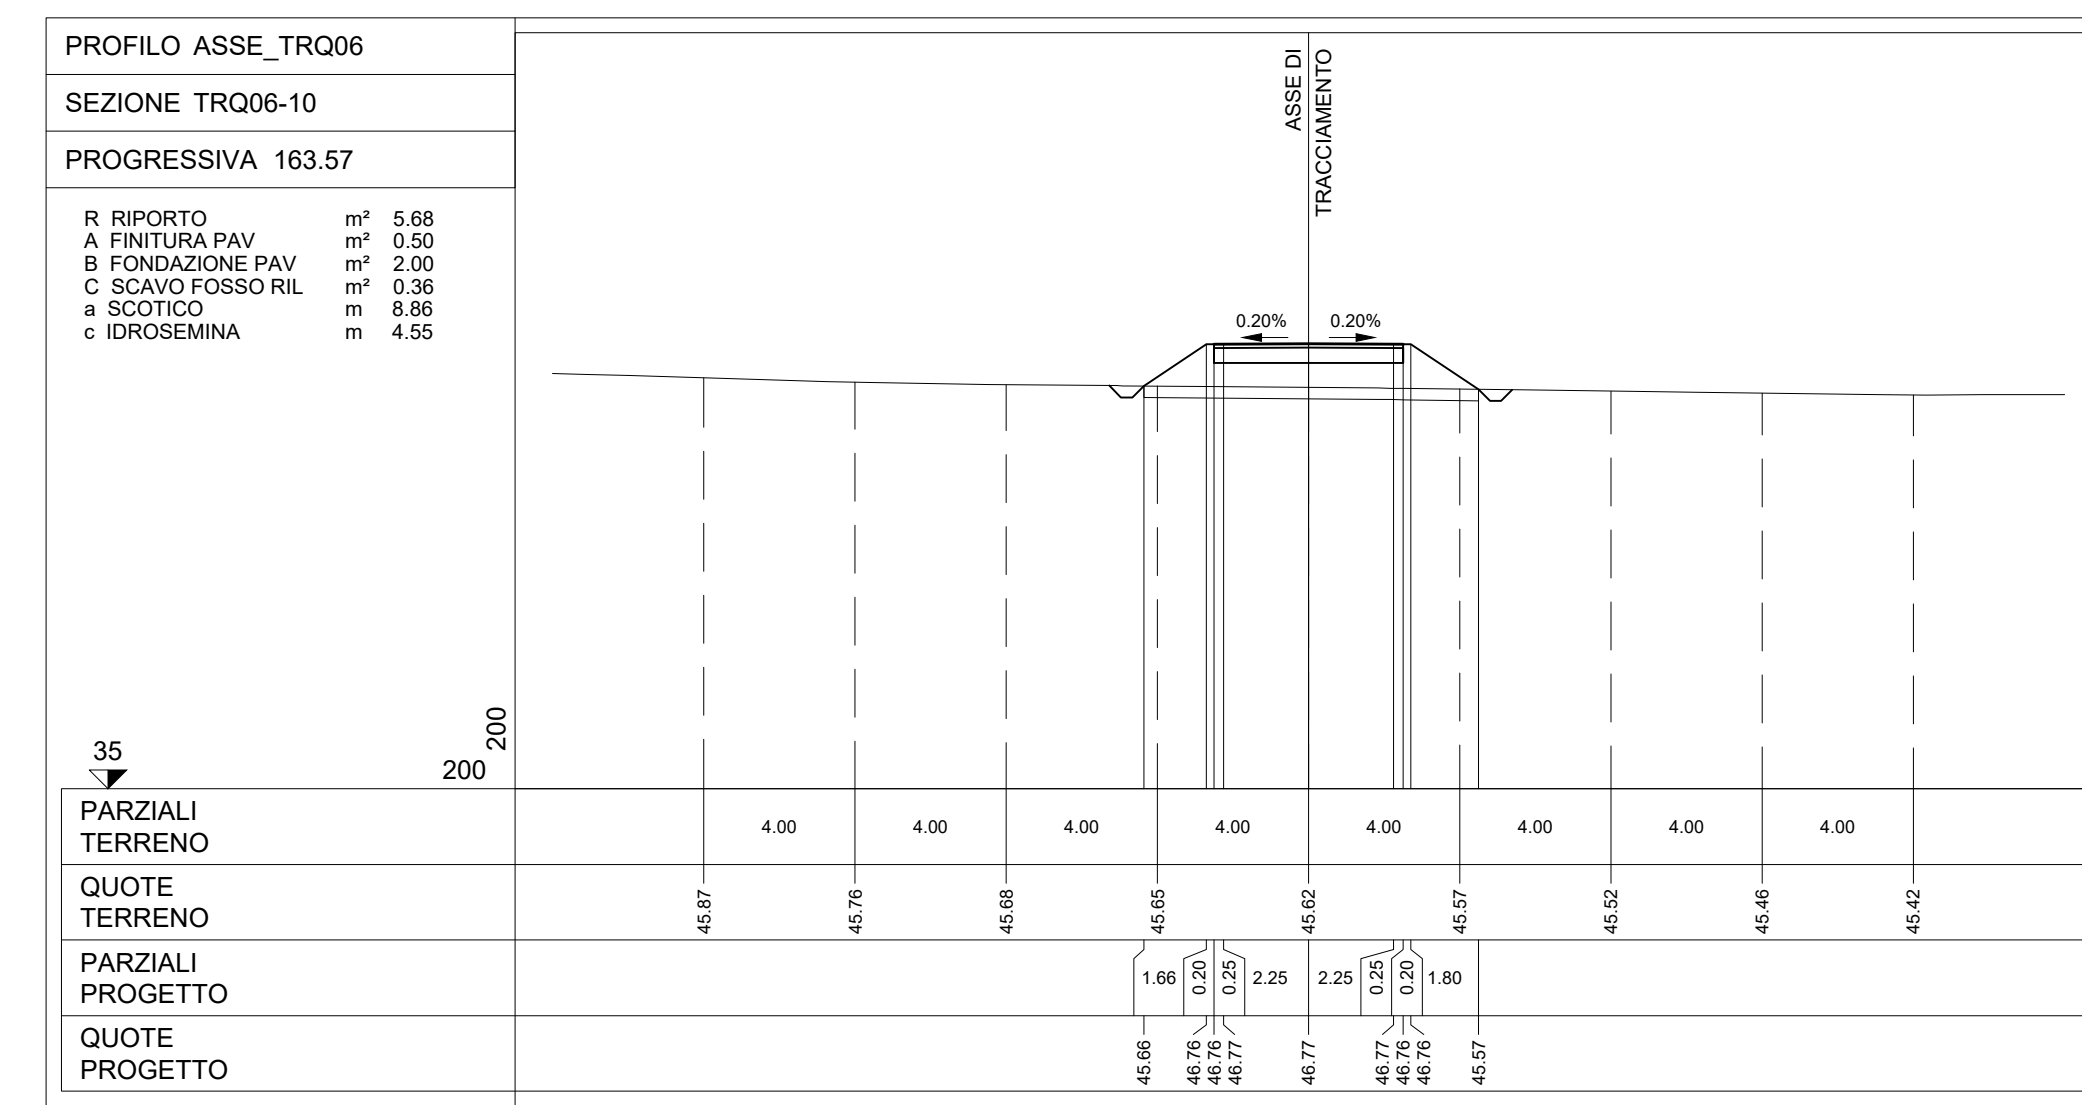 PROFILO ASSE_TRQ06
SEZIONE TRQ06-10
PROGRESSIVA 163.57
R RIPORTO m² 5.68
A FINITURA PAV m² 0.50
B FONDAZIONE PAV m² 2.00
C SCAVO FOSSO RIL m² 0.36
a SCOTICO m 8.86
c IDROSEMINA m 4.55
ASSE DI
TRACCIAMENTO
0.20% 0.20%
35
200
200
PARZIALI
TERRENO
4.00 4.00 4.00 4.00 4.00 4.00 4.00 4.00
QUOTE
TERRENO
45.87 45.76 45.68 45.65 45.62 45.57 45.52 45.46 45.42
PARZIALI
PROGETTO
1.66 0.20 0.25 2.25 2.25 0.25 0.20 1.80
QUOTE
PROGETTO
45.66 46.76 46.76 46.77 46.77 46.77 46.76 46.76 45.57